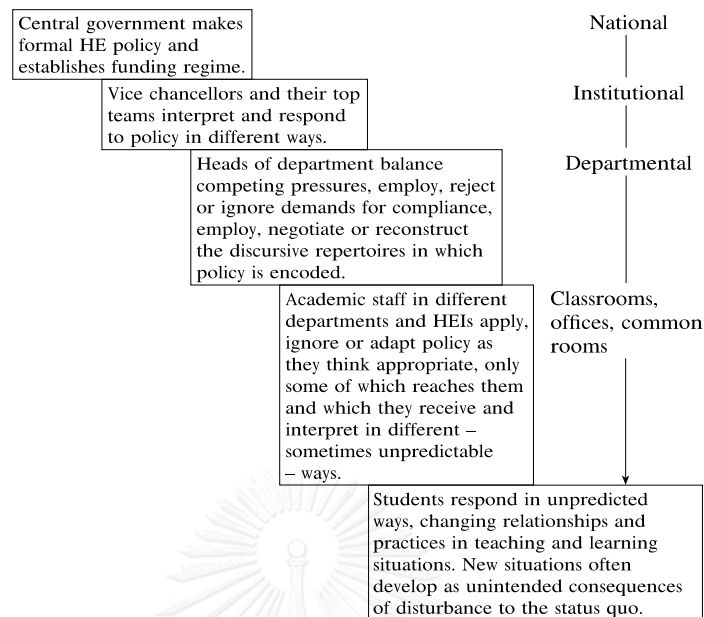 Central government makes
formal HE policy and
establishes funding regime.
National
Vice chancellors and their top
teams interpret and respond
to policy in different ways.
Institutional
Heads of department balance
competing pressures, employ, reject
or ignore demands for compliance,
employ, negotiate or reconstruct
the discursive repertoires in which
policy is encoded.
Departmental
Academic staff in different
departments and HEIs apply,
ignore or adapt policy as
they think appropriate, only
some of which reaches them
and which they receive and
interpret in different –
sometimes unpredictable
– ways.
Classrooms,
offices, common
rooms
Students respond in unpredicted
ways, changing relationships and
practices in teaching and learning
situations. New situations often
develop as unintended consequences
of disturbance to the status quo.